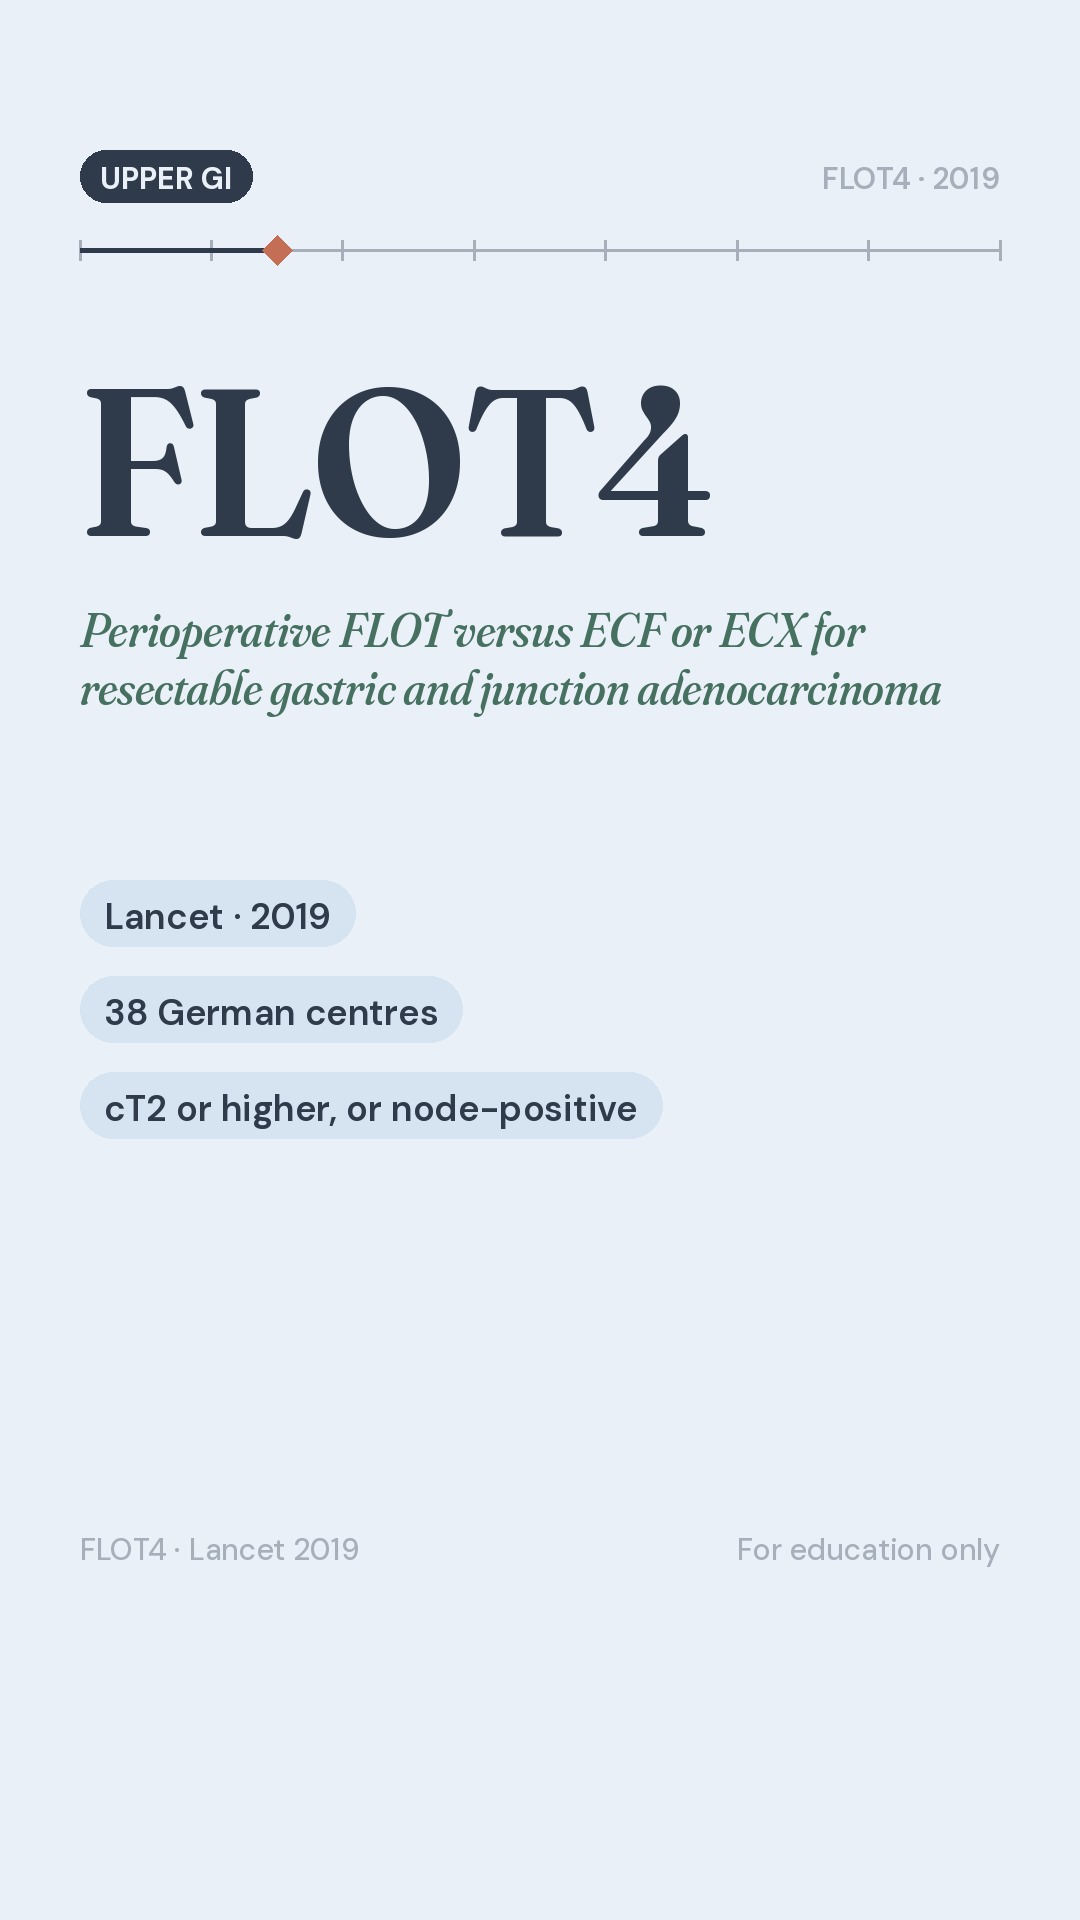 UPPER GI
FLOT4 · 2019
FLOT4
Perioperative FLOT versus ECF or ECX for
resectable gastric and junction adenocarcinoma
Lancet · 2019
38 German centres
cT2 or higher, or node-positive
FLOT4 · Lancet 2019
For education only